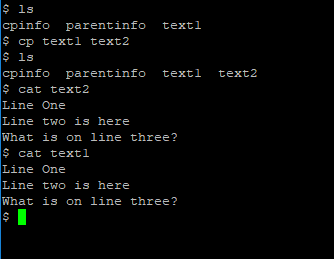 $ ls
cpinfo  parentinfo  text1
$ cp text1 text2
$ ls
cpinfo  parentinfo  text1  text2
$ cat text2
Line One
Line two is here
What is on line three?
$ cat text1
Line One
Line two is here
What is on line three?
$